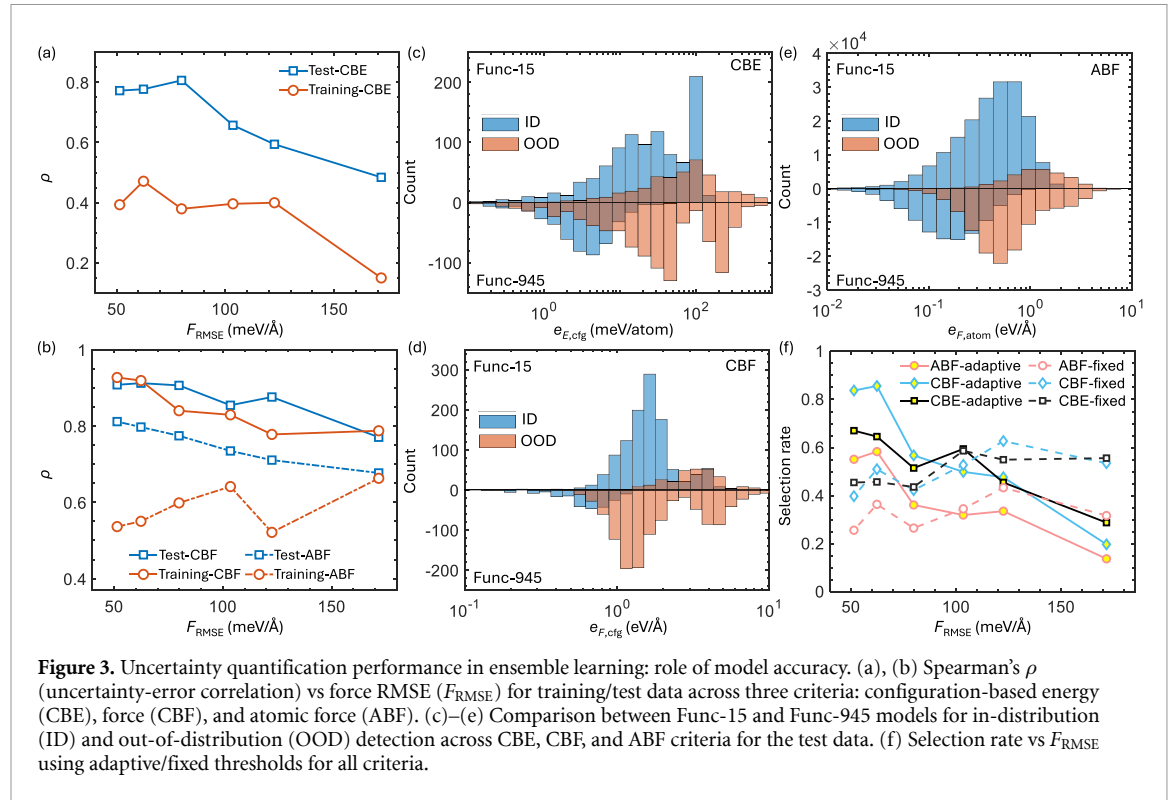 (a)
ρ
0.8
0.6
0.4
0.2
Test-CBE
Training-CBE
50
100
150
F_RMSE (meV/Å)
(c)
Func-15
CBE
200
100
0
-100
Count
ID
OOD
Func-945
10^0
10^2
e_E,cfg (meV/atom)
(e)
×10^4
Func-15
ABF
4
3
2
1
0
-1
-2
-3
Count
ID
OOD
Func-945
10^-2
10^-1
10^0
10^1
e_F,atom (eV/Å)
(b)
ρ
1
0.8
0.6
0.4
Test-CBF
Test-ABF
Training-CBF
Training-ABF
50
100
150
F_RMSE (meV/Å)
(d)
Func-15
CBF
300
200
100
0
-100
-200
Count
ID
OOD
Func-945
10^-1
10^0
10^1
e_F,cfg (eV/Å)
(f)
Selection rate
1
0.8
0.6
0.4
0.2
0
ABF-adaptive
ABF-fixed
CBF-adaptive
CBF-fixed
CBE-adaptive
CBE-fixed
50
100
150
F_RMSE (meV/Å)
Figure 3. Uncertainty quantification performance in ensemble learning: role of model accuracy. (a), (b) Spearman's ρ
(uncertainty-error correlation) vs force RMSE (F_RMSE) for training/test data across three criteria: configuration-based energy
(CBE), force (CBF), and atomic force (ABF). (c)–(e) Comparison between Func-15 and Func-945 models for in-distribution
(ID) and out-of-distribution (OOD) detection across CBE, CBF, and ABF criteria for the test data. (f) Selection rate vs F_RMSE
using adaptive/fixed thresholds for all criteria.